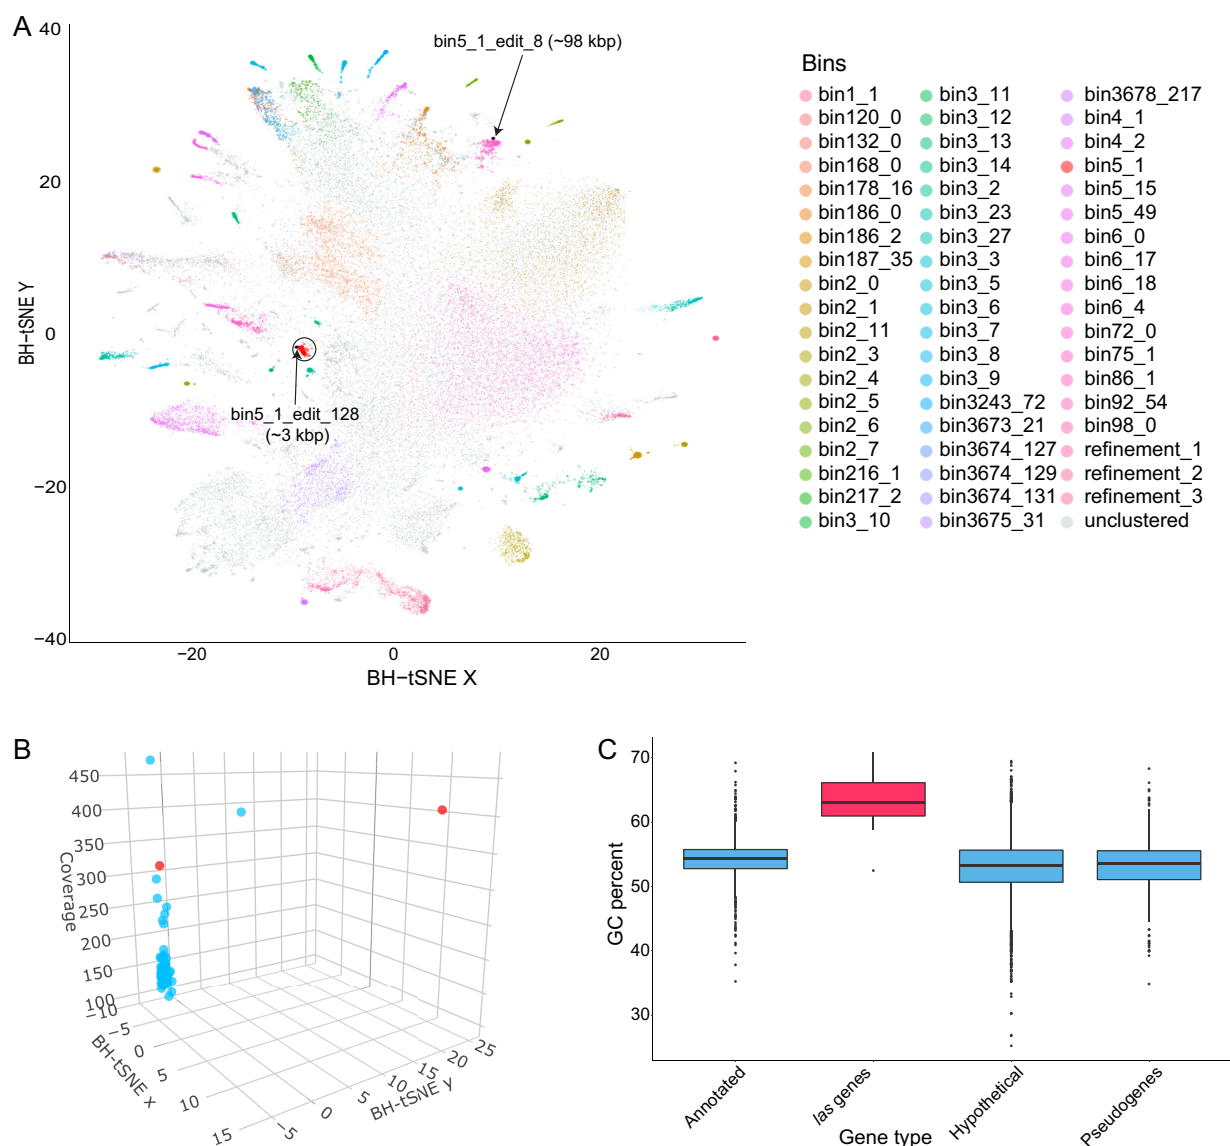 A
40
20
0
−20
−40
BH−tSNE Y
−20
0
20
BH−tSNE X
bin5_1_edit_8 (~98 kbp)
bin5_1_edit_128
(~3 kbp)
Bins
bin1_1
bin120_0
bin132_0
bin168_0
bin178_16
bin186_0
bin186_2
bin187_35
bin2_0
bin2_1
bin2_11
bin2_3
bin2_4
bin2_5
bin2_6
bin2_7
bin216_1
bin217_2
bin3_10
bin3_11
bin3_12
bin3_13
bin3_14
bin3_2
bin3_23
bin3_27
bin3_3
bin3_5
bin3_6
bin3_7
bin3_8
bin3_9
bin3243_72
bin3673_21
bin3674_127
bin3674_129
bin3674_131
bin3675_31
bin3678_217
bin4_1
bin4_2
bin5_1
bin5_15
bin5_49
bin6_0
bin6_17
bin6_18
bin6_4
bin72_0
bin75_1
bin86_1
bin92_54
bin98_0
refinement_1
refinement_2
refinement_3
unclustered
B
450
400
350
300
250
200
150
100
Coverage
−10
−5
0
5
10
15
BH-tSNE x
−5
0
5
10
15
20
25
BH-tSNE y
C
70
60
50
40
30
GC percent
Annotated
las genes
Hypothetical
Pseudogenes
Gene type